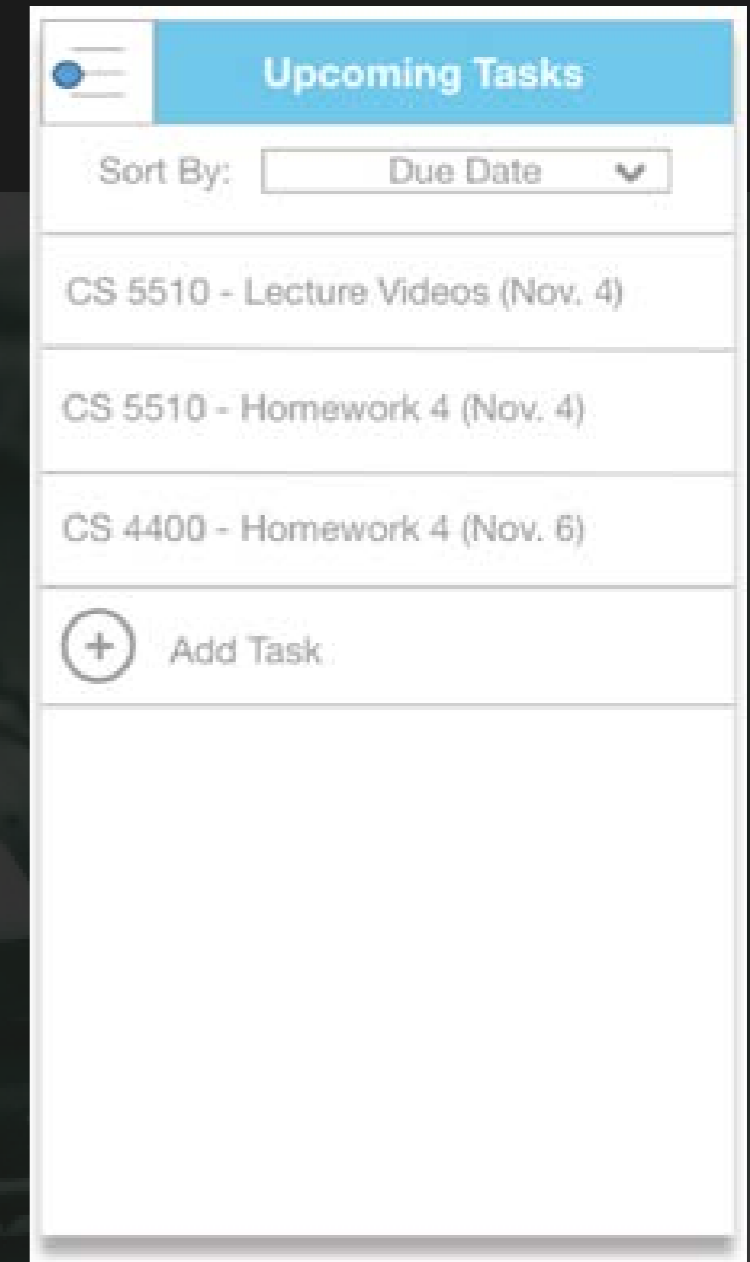 Upcoming Tasks
Sort By: Due Date
CS 5510 - Lecture Videos (Nov. 4)
CS 5510 - Homework 4 (Nov. 4)
CS 4400 - Homework 4 (Nov. 6)
Add Task